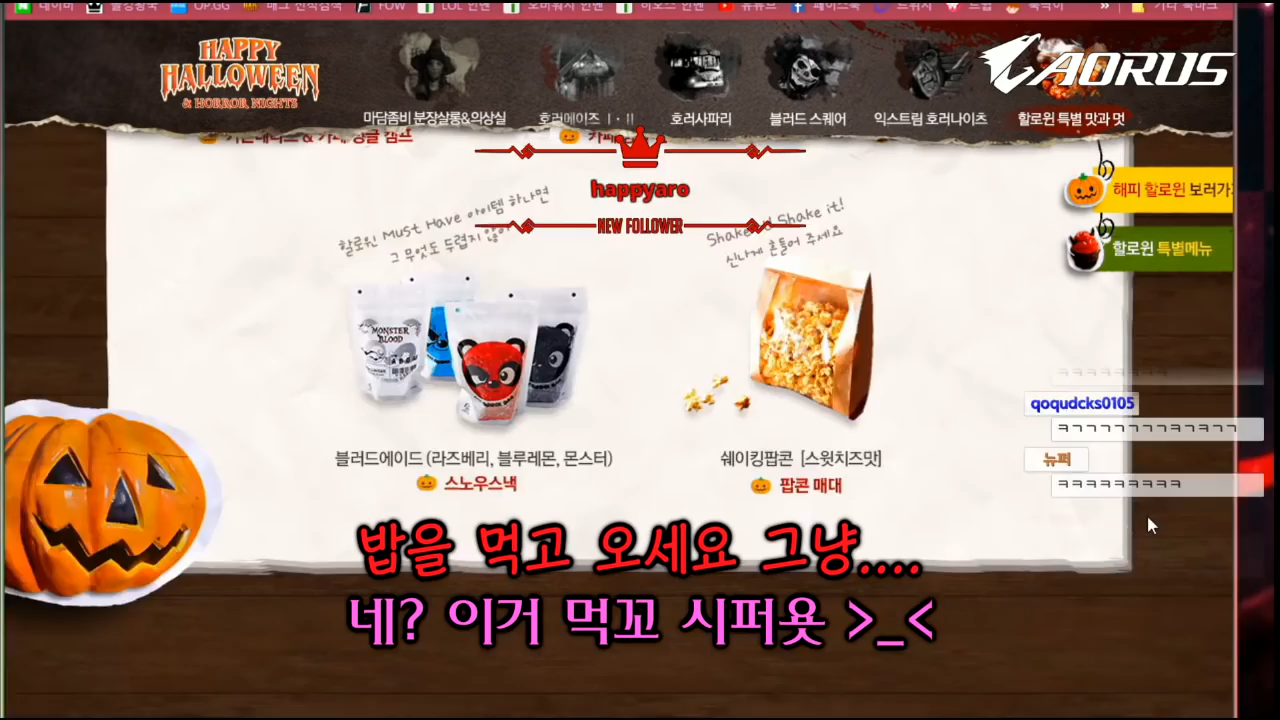 OP.GG
FOW
HAPPY
HALLOWEEN
& HORROR NIGHTS
AORUS
마담좀비 분장살롱&의상실
호러메이즈 Ⅰ·Ⅱ
호러사파리
블러드 스퀘어
익스트림 호러나이츠
할로윈 특별 맛과 멋
happyaro
NEW FOLLOWER
해피 할로윈 보러가기
할로윈 특별메뉴
할로윈 Must Have 아이템 하나면
그 무엇도 두렵지 않아
Shake it!
신나게 흔들어 주세요
MONSTER
BLOOD
블러드에이드 (라즈베리, 블루레몬, 몬스터)
스노우스낵
쉐이킹팝콘 [스윗치즈맛]
팝콘 매대
qoqudcks0105
ㅋㄱㄱㄱㄱㄱㄱㅋㄱㅋㄱㄱ
뉴페
ㅋㅋㅋㅋㅋㅋㅋㅋㅋ
밥을 먹고 오세요 그냥....
네? 이거 먹꼬 시퍼욧 >_<